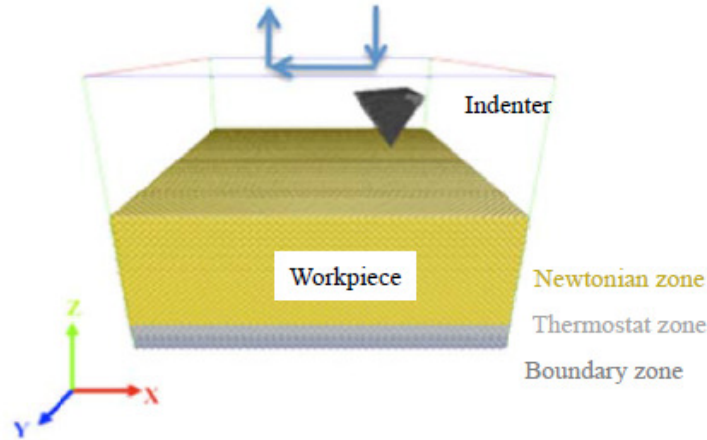 Indenter
Workpiece
Newtonian zone
Thermostat zone
Boundary zone
Z
X
Y